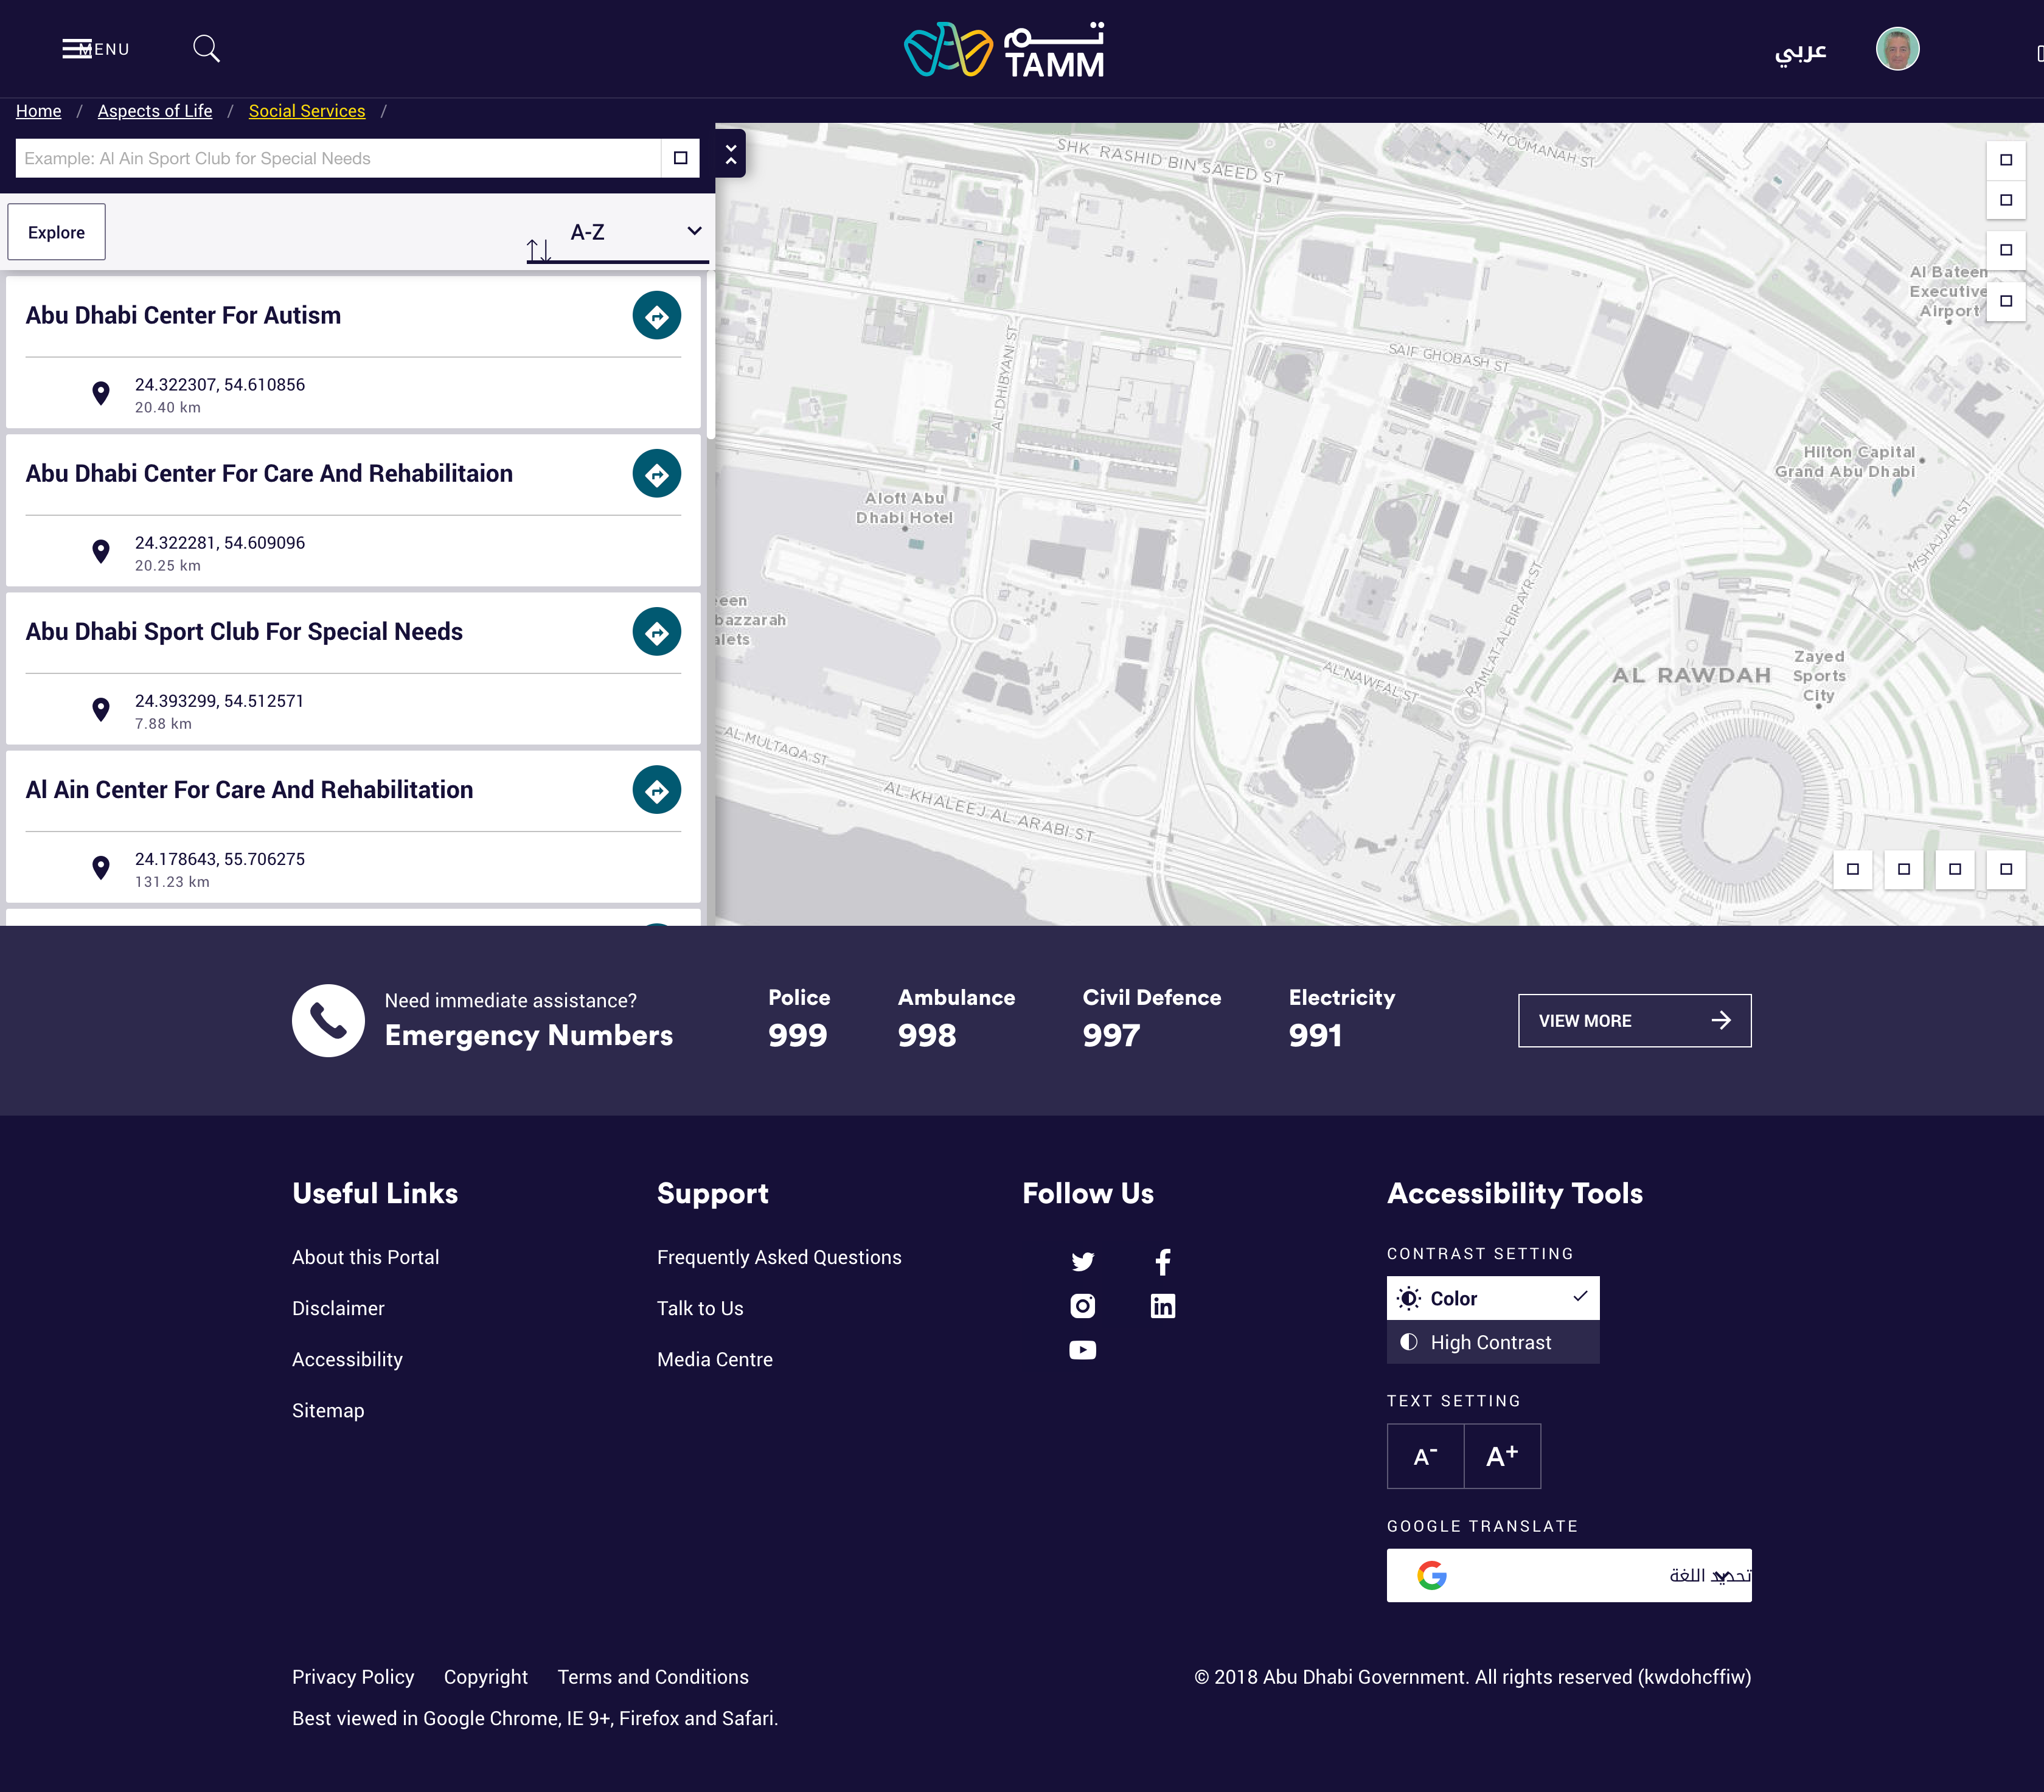 MENU
تم
TAMM
عربي
Home / Aspects of Life / Social Services /
Example: Al Ain Sport Club for Special Needs
Explore
A-Z
Abu Dhabi Center For Autism
24.322307, 54.610856
20.40 km
Abu Dhabi Center For Care And Rehabilitaion
24.322281, 54.609096
20.25 km
Abu Dhabi Sport Club For Special Needs
24.393299, 54.512571
7.88 km
Al Ain Center For Care And Rehabilitation
24.178643, 55.706275
131.23 km
SHK RASHID BIN SAEED ST
AL HOUMANAH ST
Al Bateen
Executive
Airport
SAIF GHOBASH ST
AL DHIBYANI ST
Hilton Capital
Grand Abu Dhabi
Aloft Abu
Dhabi Hotel
MSHAJJAR ST
een
bazzarah
alets
RAMLAT AL BIRAYR ST
AL NAWFAL ST
AL RAWDAH
Zayed
Sports
City
AL MULTAQA ST
AL KHALEEJ AL ARABI ST
Need immediate assistance?
Emergency Numbers
Police
999
Ambulance
998
Civil Defence
997
Electricity
991
VIEW MORE
Useful Links
About this Portal
Disclaimer
Accessibility
Sitemap
Support
Frequently Asked Questions
Talk to Us
Media Centre
Follow Us
Accessibility Tools
CONTRAST SETTING
Color
High Contrast
TEXT SETTING
A- A+
GOOGLE TRANSLATE
تحديد اللغة
Privacy Policy Copyright Terms and Conditions
© 2018 Abu Dhabi Government. All rights reserved (kwdohcffiw)
Best viewed in Google Chrome, IE 9+, Firefox and Safari.